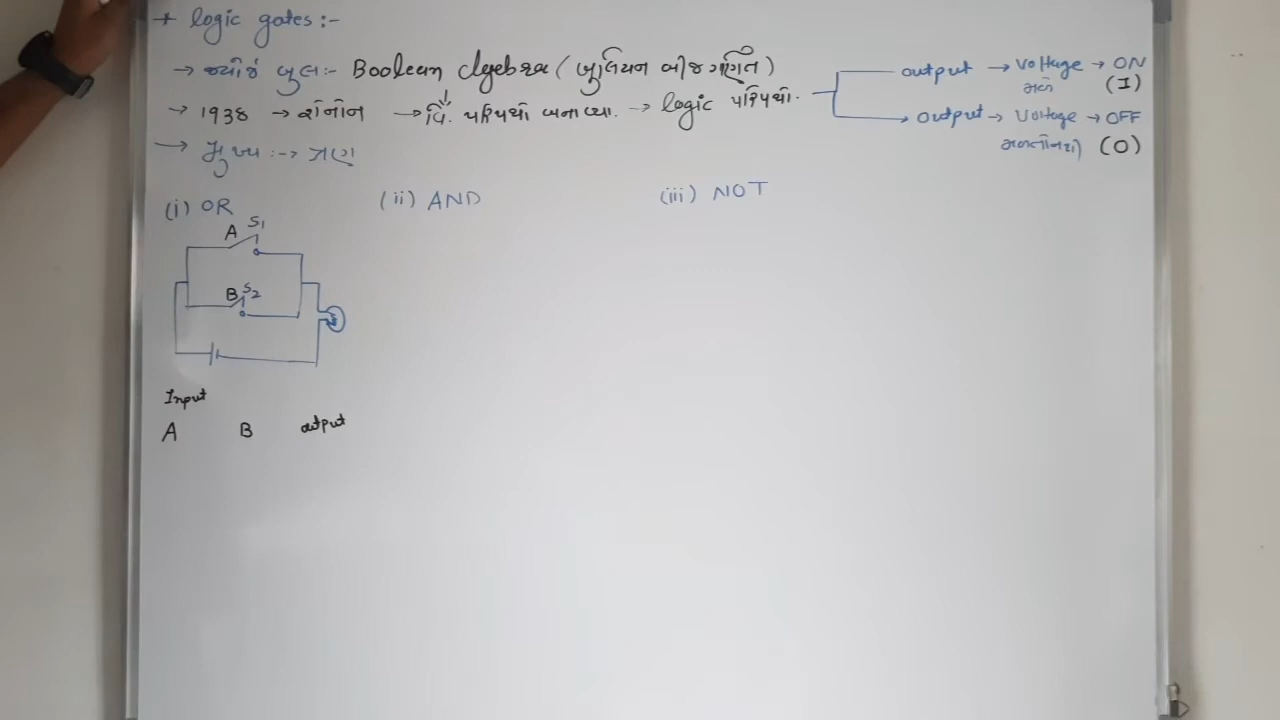 * logic gates :-
→ જ્યોર્જ બુલ :- Boolean Algebra ( બુલિયન બીજ ગણિત )
→ 1938 → શેનોન → વિ. પરિપથો બનાવ્યા. → logic પરિપથો.
output → voltage → ON
મળે (1)
output → voltage → OFF
મળતો નથી (0)
→ મુખ્ય :-→ ત્રણ
(i) OR (ii) AND (iii) NOT
A S1
B S2
Input
A B output